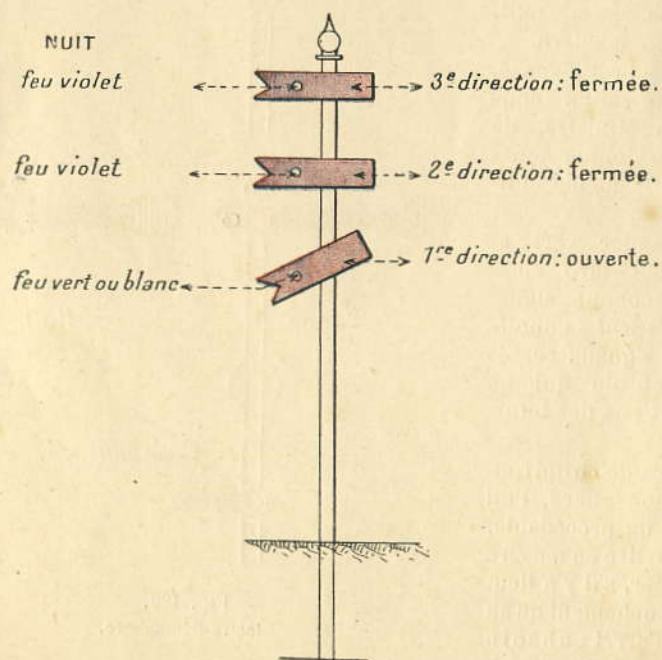 NUIT
feu violet 3e direction: fermée.
feu violet 2e direction: fermée.
1re direction: ouverte.
feu vert ou blanc